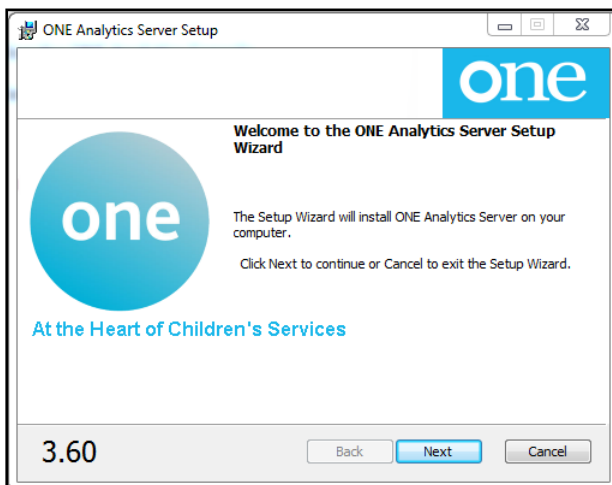 ONE Analytics Server Setup
one
Welcome to the ONE Analytics Server Setup
Wizard
one
The Setup Wizard will install ONE Analytics Server on your
computer.
Click Next to continue or Cancel to exit the Setup Wizard.
At the Heart of Children's Services
3.60
Back
Next
Cancel